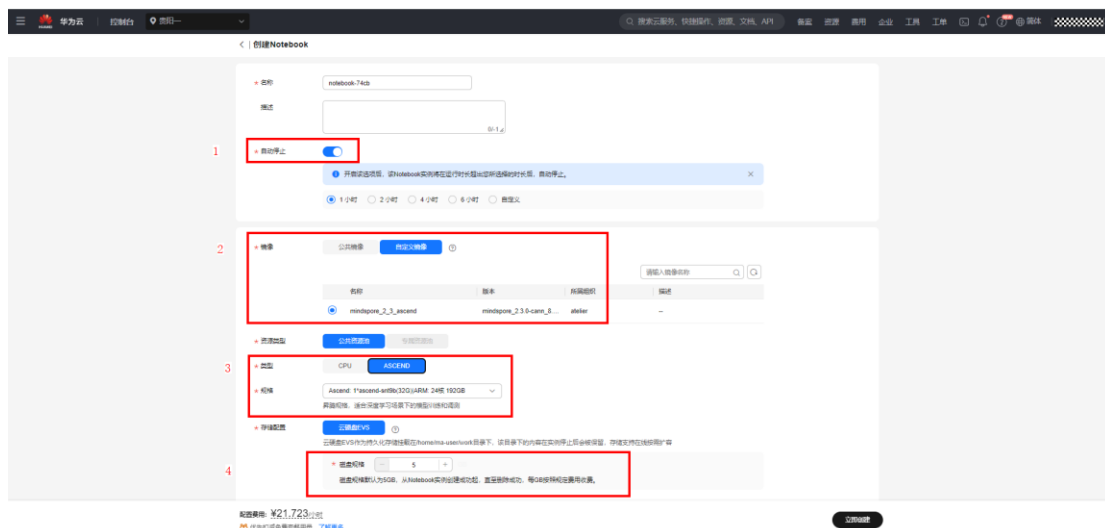 华为云 控制台 贵阳一 搜索云服务、快捷操作、资源、文档、API 备案 资源 费用 企业 工具 工单 简体
创建Notebook
* 名称 notebook-74cb
描述
1 * 自动停止
开启该选项后，该Notebook实例将在运行时长超出您所选择的时长后，自动停止。
1 小时 2 小时 4 小时 6 小时 自定义
2 * 镜像 公共镜像 自定义镜像
请输入镜像名称
名称 版本 所属组织 描述
mindspore_2_3_ascend mindspore_2.3.0-cann_8... atelier --
* 资源类型 公共资源池 专属资源池
3 * 类型 CPU ASCEND
* 规格 Ascend: 1*ascend-snt9b(32G)|ARM: 24核 192GB
昇腾规格，适合深度学习场景下的模型训练和调测
* 存储配置 云硬盘EVS
云硬盘EVS作为持久化存储挂载在/home/ma-user/work目录下，该目录下的内容在实例停止后会被保留，存储支持在线按需扩容
4 * 磁盘规格 − 5 +
磁盘规格默认为5GB，从Notebook实例创建成功起，直至删除成功，每GB按照规定费用收费。
配置费用: ¥21.723/小时 立即创建
了解更多